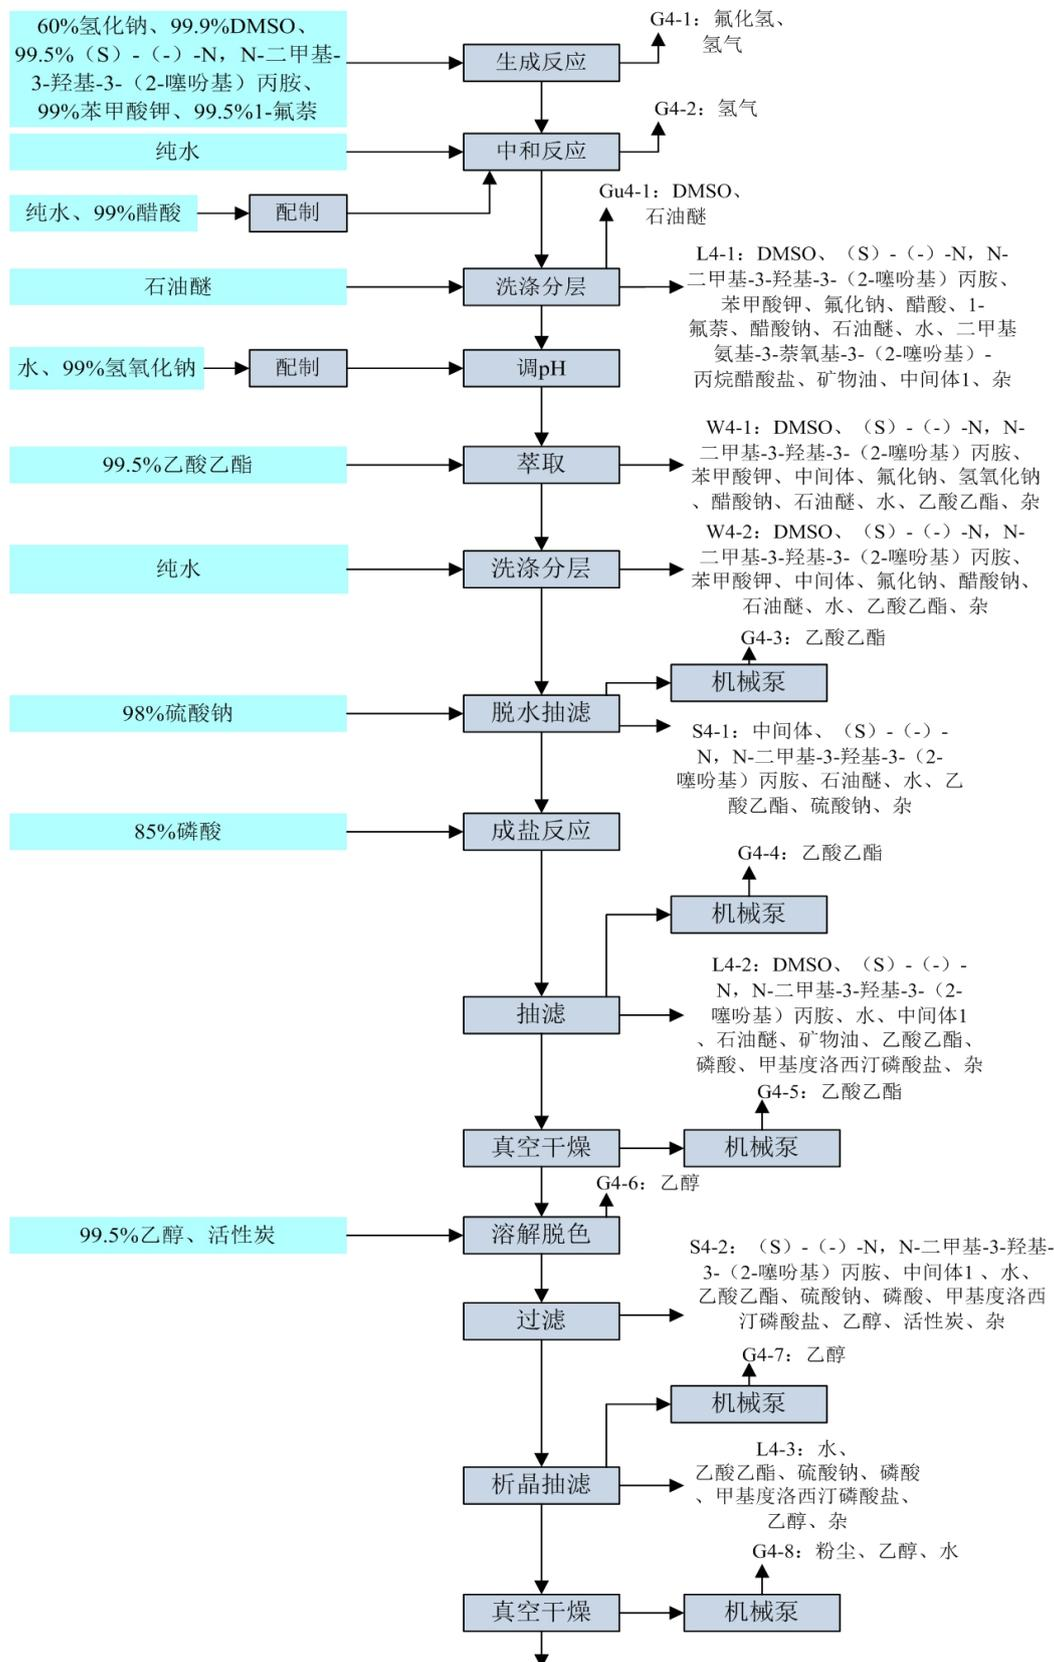 60%氢化钠、99.9%DMSO、
99.5%（S）-（-）-N，N-二甲基-
3-羟基-3-（2-噻吩基）丙胺、
99%苯甲酸钾、99.5%1-氟萘
生成反应
G4-1：氟化氢、
氢气
纯水
中和反应
G4-2：氢气
纯水、99%醋酸
配制
Gu4-1：DMSO、
石油醚
石油醚
洗涤分层
L4-1：DMSO、（S）-（-）-N，N-
二甲基-3-羟基-3-（2-噻吩基）丙胺、
苯甲酸钾、氟化钠、醋酸、1-
氟萘、醋酸钠、石油醚、水、二甲基
氨基-3-萘氧基-3-（2-噻吩基）-
丙烷醋酸盐、矿物油、中间体1、杂
水、99%氢氧化钠
配制
调pH
99.5%乙酸乙酯
萃取
W4-1：DMSO、（S）-（-）-N，N-
二甲基-3-羟基-3-（2-噻吩基）丙胺、
苯甲酸钾、中间体、氟化钠、氢氧化钠
、醋酸钠、石油醚、水、乙酸乙酯、杂
纯水
洗涤分层
W4-2：DMSO、（S）-（-）-N，N-
二甲基-3-羟基-3-（2-噻吩基）丙胺、
苯甲酸钾、中间体、氟化钠、醋酸钠、
石油醚、水、乙酸乙酯、杂
G4-3：乙酸乙酯
机械泵
98%硫酸钠
脱水抽滤
S4-1：中间体、（S）-（-）-
N，N-二甲基-3-羟基-3-（2-
噻吩基）丙胺、石油醚、水、乙
酸乙酯、硫酸钠、杂
85%磷酸
成盐反应
G4-4：乙酸乙酯
机械泵
抽滤
L4-2：DMSO、（S）-（-）-
N，N-二甲基-3-羟基-3-（2-
噻吩基）丙胺、水、中间体1
、石油醚、矿物油、乙酸乙酯、
磷酸、甲基度洛西汀磷酸盐、杂
G4-5：乙酸乙酯
真空干燥
机械泵
G4-6：乙醇
99.5%乙醇、活性炭
溶解脱色
S4-2：（S）-（-）-N，N-二甲基-3-羟基-
3-（2-噻吩基）丙胺、中间体1 、水、
乙酸乙酯、硫酸钠、磷酸、甲基度洛西
汀磷酸盐、乙醇、活性炭、杂
过滤
G4-7：乙醇
机械泵
析晶抽滤
L4-3：水、
乙酸乙酯、硫酸钠、磷酸
、甲基度洛西汀磷酸盐、
乙醇、杂
G4-8：粉尘、乙醇、水
真空干燥
机械泵